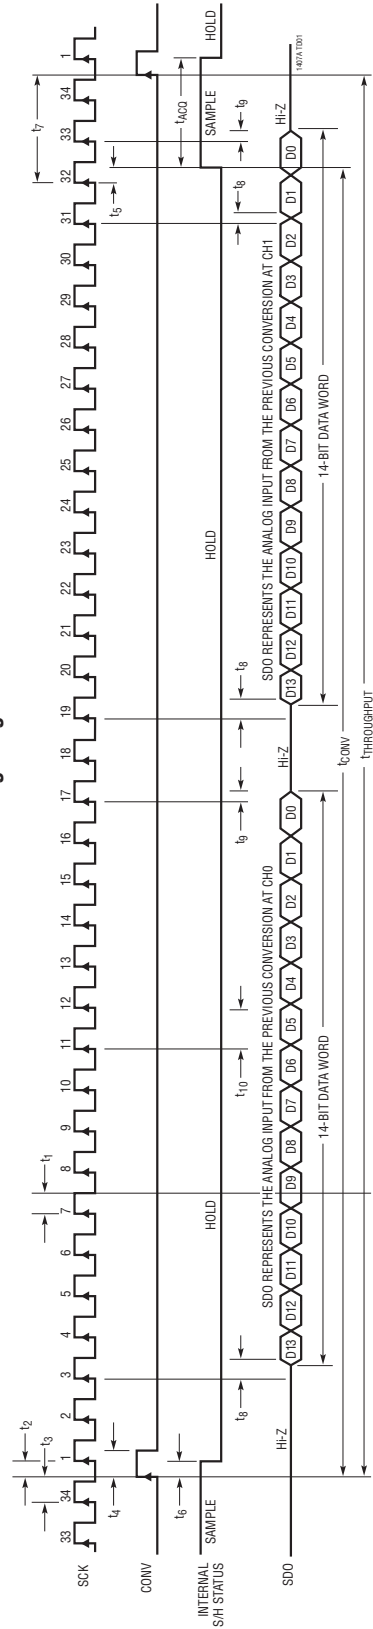 t2 t7
t3 t1
33 34 1 2 3 4 5 6 7 8 9 10 11 12 13 14 15 16 17 18 19 20 21 22 23 24 25 26 27 28 29 30 31 32 33 34 1
SCK
t4 t5
CONV
t6 tACQ
INTERNAL
S/H STATUS
SAMPLE HOLD HOLD SAMPLE HOLD
t8 t10 t9 t8 t8 t9
SDO REPRESENTS THE ANALOG INPUT FROM THE PREVIOUS CONVERSION AT CH0
SDO REPRESENTS THE ANALOG INPUT FROM THE PREVIOUS CONVERSION AT CH1
SDO Hi-Z D13 D12 D11 D10 D9 D8 D7 D6 D5 D4 D3 D2 D1 D0 Hi-Z D13 D12 D11 D10 D9 D8 D7 D6 D5 D4 D3 D2 D1 D0 Hi-Z
1407A TD01
14-BIT DATA WORD 14-BIT DATA WORD
tCONV
tTHROUGHPUT